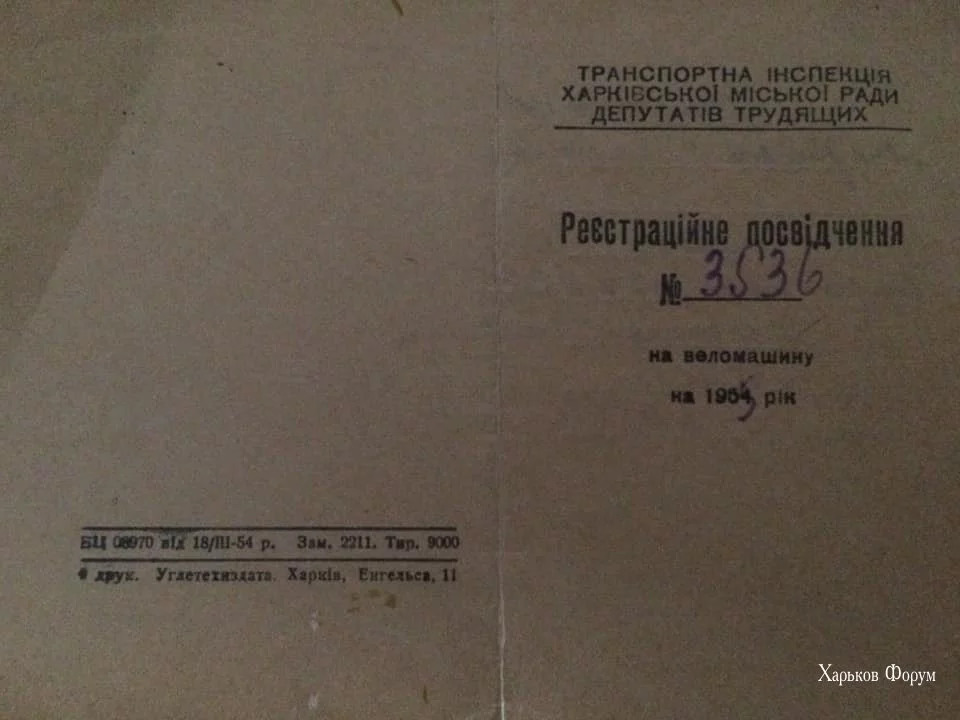 ТРАНСПОРТНА ІНСПЕКЦІЯ
ХАРКІВСЬКОЇ МІСЬКОЇ РАДИ
ДЕПУТАТІВ ТРУДЯЩИХ
Реєстраційне посвідчення
№ 3536
на веломашину
на 1955 рік
БЦ 08970 від 18/III-54 р. Зам. 2211. Тир. 9000
друк. Углетехиздата. Харків, Енгельса, 11
Харьков Форум